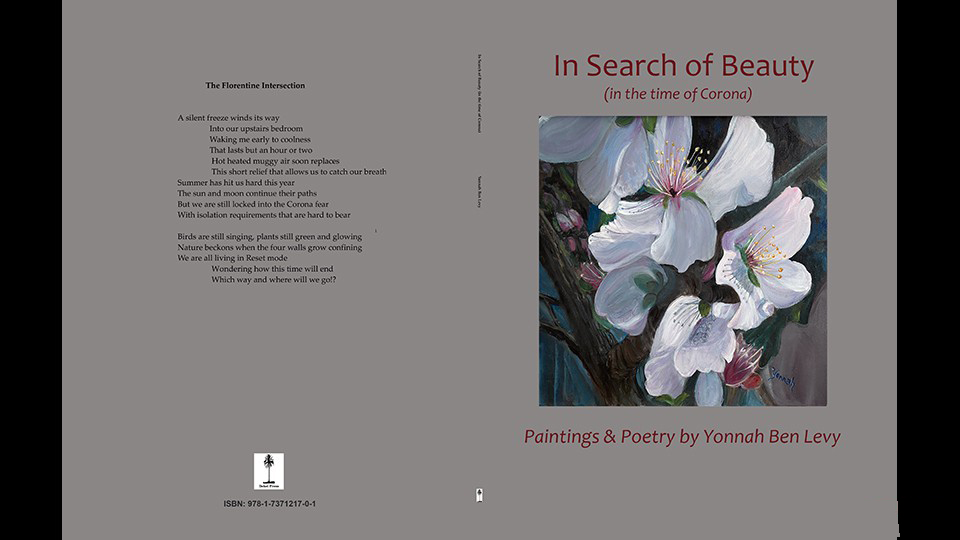 The Florentine Intersection
A silent freeze winds its way
Into our upstairs bedroom
Waking me early to coolness
That lasts but an hour or two
Hot heated muggy air soon replaces
This short relief that allows us to catch our breath
Summer has hit us hard this year
The sun and moon continue their paths
But we are still locked into the Corona fear
With isolation requirements that are hard to bear
Birds are still singing, plants still green and glowing
Nature beckons when the four walls grow confining
We are all living in Reset mode
Wondering how this time will end
Which way and where will we go!?
ISBN: 978-1-7371217-0-1
In Search of Beauty (in the time of Corona)
Yonnah Ben Levy
In Search of Beauty
(in the time of Corona)
Yonnah
Paintings & Poetry by Yonnah Ben Levy